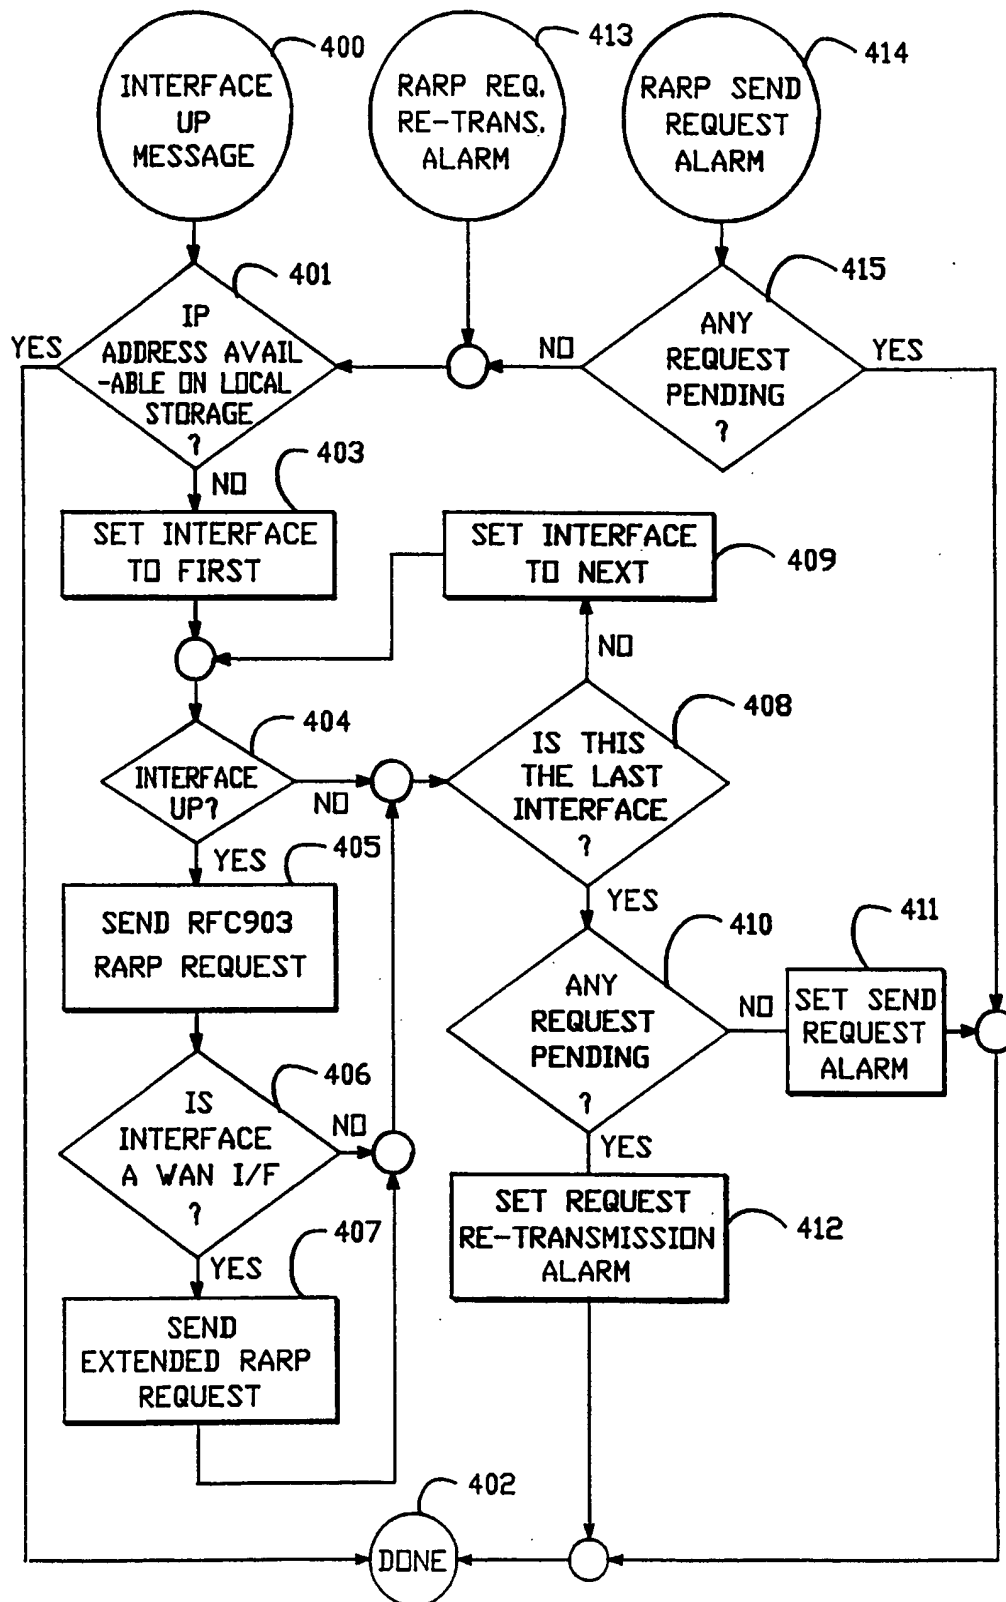 400
INTERFACE
UP
MESSAGE
413
RARP REQ.
RE-TRANS.
ALARM
414
RARP SEND
REQUEST
ALARM
401
IP
ADDRESS AVAIL
-ABLE ON LOCAL
STORAGE
?
YES
NO
415
ANY
REQUEST
PENDING
?
NO
YES
403
SET INTERFACE
TO FIRST
SET INTERFACE
TO NEXT
409
NO
404
INTERFACE
UP?
NO
YES
408
IS THIS
THE LAST
INTERFACE
?
YES
405
SEND RFC903
RARP REQUEST
410
ANY
REQUEST
PENDING
?
NO
YES
411
SET SEND
REQUEST
ALARM
406
IS
INTERFACE
A WAN I/F
?
NO
YES
SET REQUEST
RE-TRANSMISSION
ALARM
412
407
SEND
EXTENDED RARP
REQUEST
402
DONE